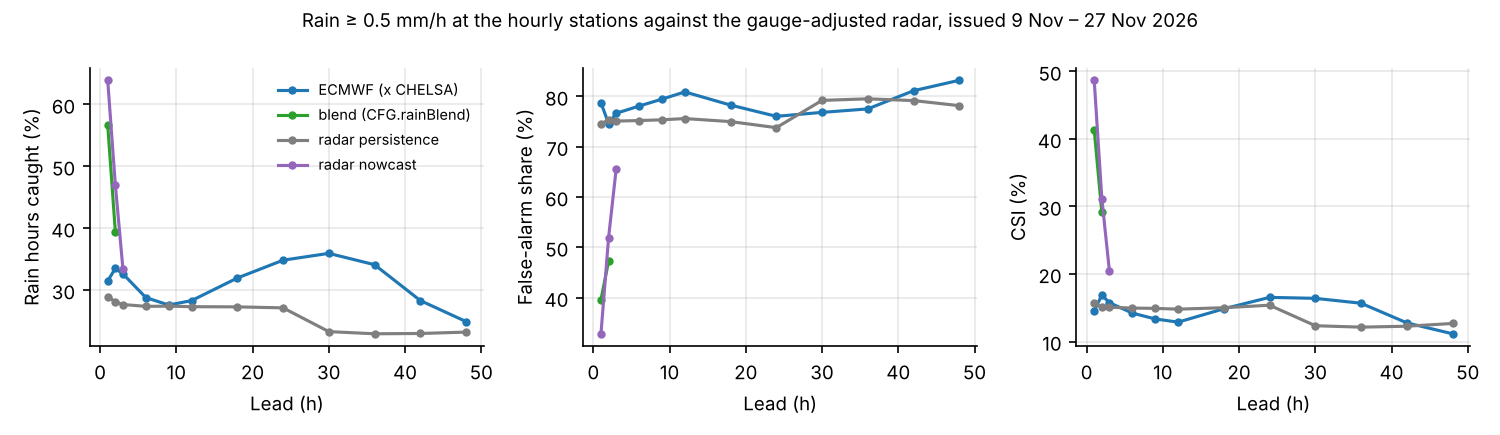 Rain ≥ 0.5 mm/h at the hourly stations against the gauge-adjusted radar, issued 9 Nov – 27 Nov 2026
Rain hours caught (%)
60
50
40
30
0 10 20 30 40 50
Lead (h)
ECMWF (x CHELSA)
blend (CFG.rainBlend)
radar persistence
radar nowcast
False-alarm share (%)
80
70
60
50
40
0 10 20 30 40 50
Lead (h)
CSI (%)
50
40
30
20
10
0 10 20 30 40 50
Lead (h)